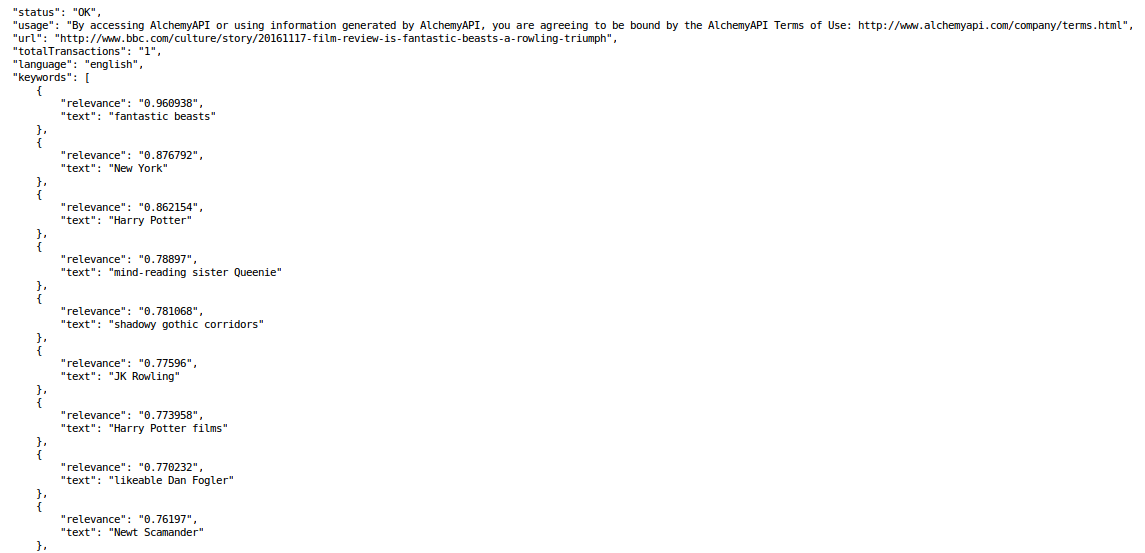 "status": "OK",
"usage": "By accessing AlchemyAPI or using information generated by AlchemyAPI, you are agreeing to be bound by the AlchemyAPI Terms of Use: http://www.alchemyapi.com/company/terms.html",
"url": "http://www.bbc.com/culture/story/20161117-film-review-is-fantastic-beasts-a-rowling-triumph",
"totalTransactions": "1",
"language": "english",
"keywords": [
{
"relevance": "0.960938",
"text": "fantastic beasts"
},
{
"relevance": "0.876792",
"text": "New York"
},
{
"relevance": "0.862154",
"text": "Harry Potter"
},
{
"relevance": "0.78897",
"text": "mind-reading sister Queenie"
},
{
"relevance": "0.781068",
"text": "shadowy gothic corridors"
},
{
"relevance": "0.77596",
"text": "JK Rowling"
},
{
"relevance": "0.773958",
"text": "Harry Potter films"
},
{
"relevance": "0.770232",
"text": "likeable Dan Fogler"
},
{
"relevance": "0.76197",
"text": "Newt Scamander"
},